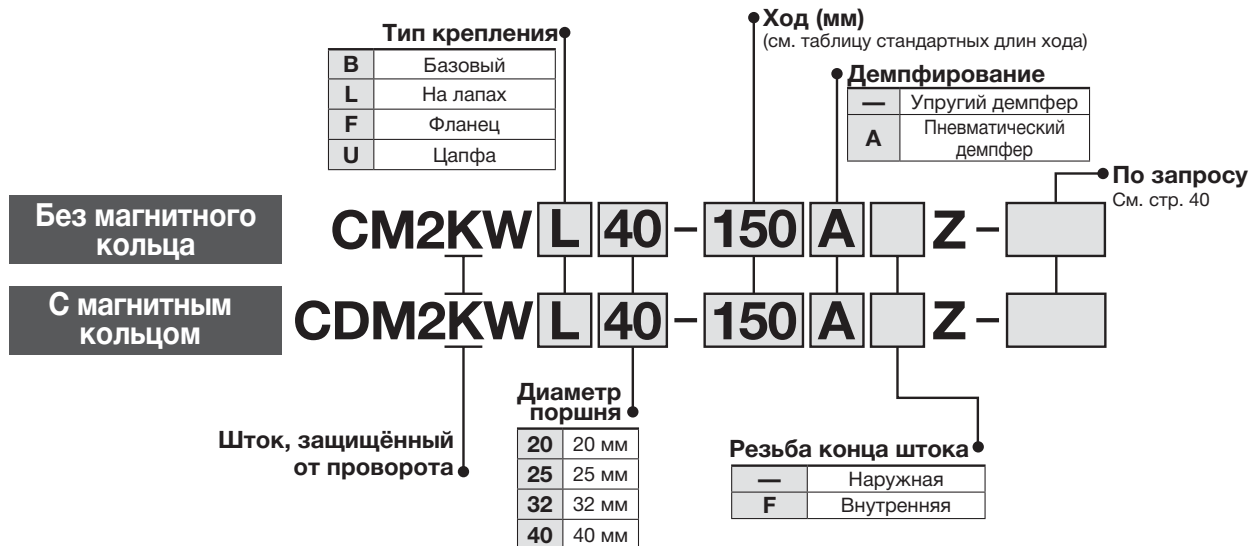 Тип крепления
B Базовый
L На лапах
F Фланец
U Цапфа
Ход (мм)
(см. таблицу стандартных длин хода)
Демпфирование
— Упругий демпфер
A Пневматический
демпфер
По запросу
См. стр. 40
Без магнитного
кольца
CM2KW L 40 – 150 A Z –
С магнитным
кольцом
CDM2KW L 40 – 150 A Z –
Шток, защищённый
от проворота
Диаметр
поршня
20 20 мм
25 25 мм
32 32 мм
40 40 мм
Резьба конца штока
— Наружная
F Внутренняя